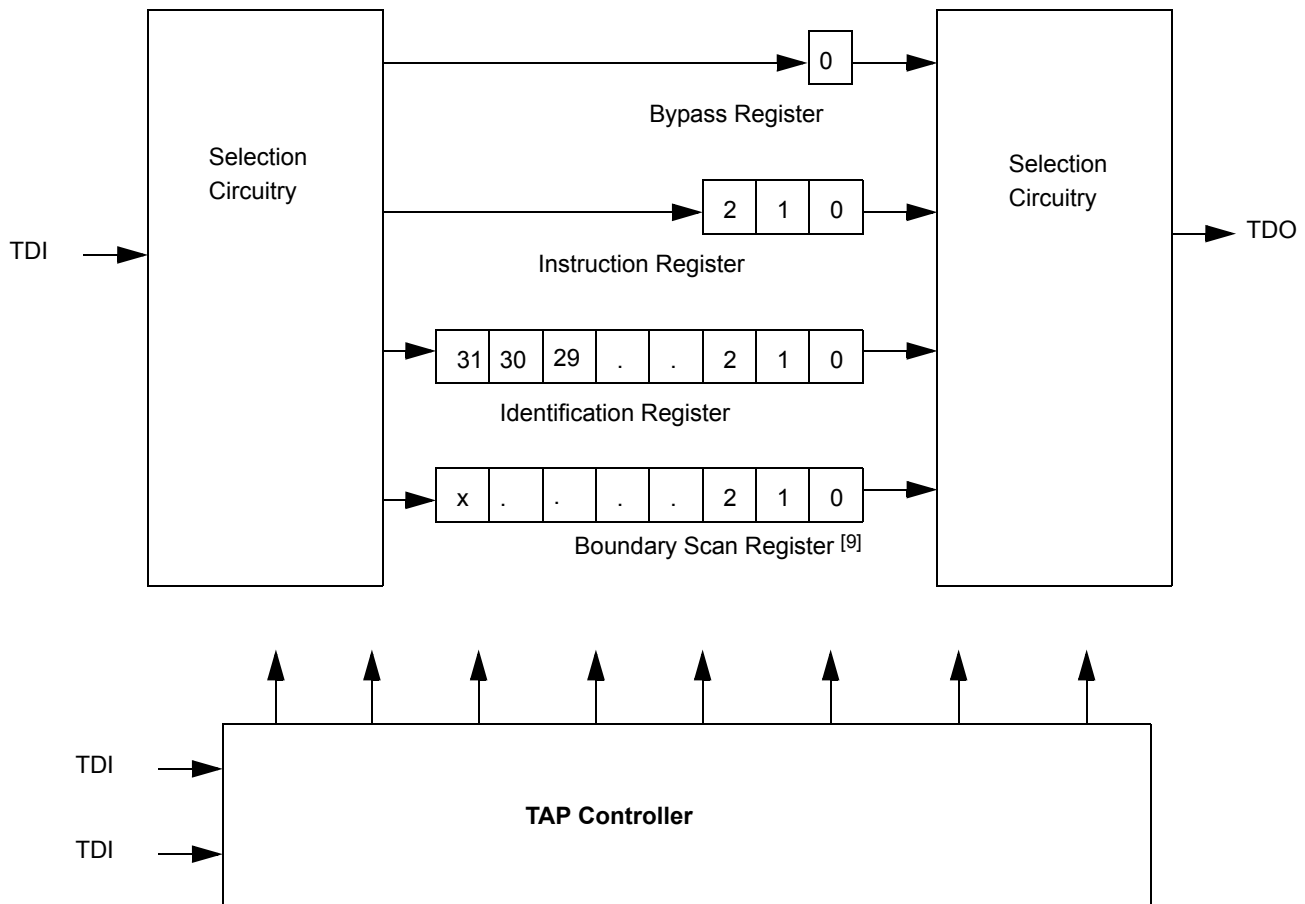 0
Bypass Register
Selection
Circuitry
Selection
Circuitry
2 1 0
TDI
TDO
Instruction Register
31 30 29 . . 2 1 0
Identification Register
x . . . . 2 1 0
Boundary Scan Register [9]
TDI
TAP Controller
TDI